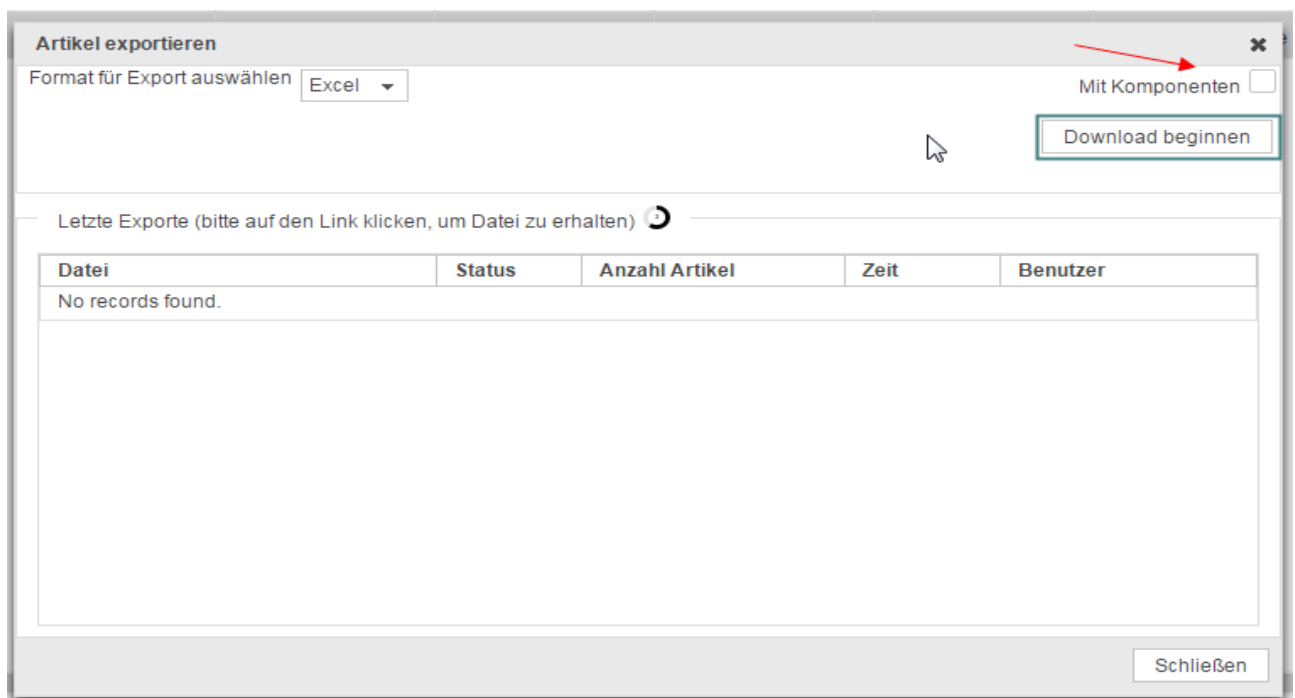 Artikel exportieren
Format für Export auswählen Excel
Mit Komponenten
Download beginnen
Letzte Exporte (bitte auf den Link klicken, um Datei zu erhalten)
Datei Status Anzahl Artikel Zeit Benutzer
No records found.
Schließen